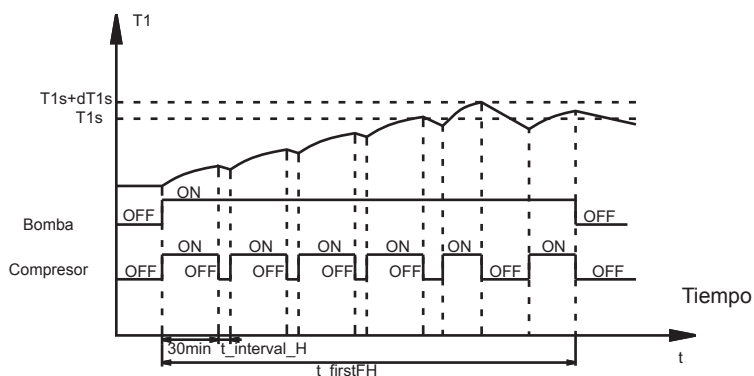 T1
T1s+dT1s
T1s
ON
Bomba OFF OFF
ON ON ON ON ON ON
Compresor OFF OFF OFF OFF OFF OFF OFF OFF
Tiempo
30min t_interval_H t
t_firstFH